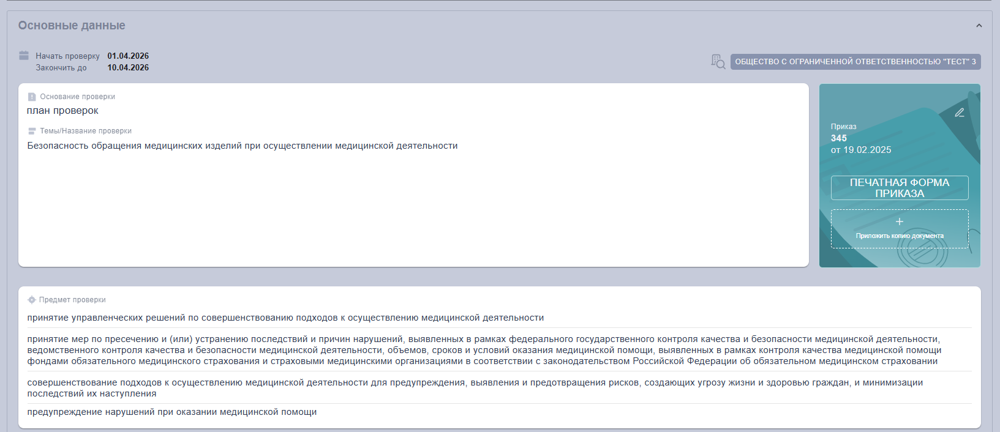 Основные данные
Начать проверку 01.04.2026
Закончить до 10.04.2026
ОБЩЕСТВО С ОГРАНИЧЕННОЙ ОТВЕТСТВЕННОСТЬЮ "ТЕСТ" 3
Основание проверки
план проверок
Темы/Название проверки
Безопасность обращения медицинских изделий при осуществлении медицинской деятельности
Приказ
345
от 19.02.2025
ПЕЧАТНАЯ ФОРМА
ПРИКАЗА
+
Приложить копию документа
Предмет проверки
принятие управленческих решений по совершенствованию подходов к осуществлению медицинской деятельности
принятие мер по пресечению и (или) устранению последствий и причин нарушений, выявленных в рамках федерального государственного контроля качества и безопасности медицинской деятельности,
ведомственного контроля качества и безопасности медицинской деятельности, объемов, сроков и условий оказания медицинской помощи, выявленных в рамках контроля качества медицинской помощи
фондами обязательного медицинского страхования и страховыми медицинскими организациями в соответствии с законодательством Российской Федерации об обязательном медицинском страховании
совершенствование подходов к осуществлению медицинской деятельности для предупреждения, выявления и предотвращения рисков, создающих угрозу жизни и здоровью граждан, и минимизации
последствий их наступления
предупреждение нарушений при оказании медицинской помощи